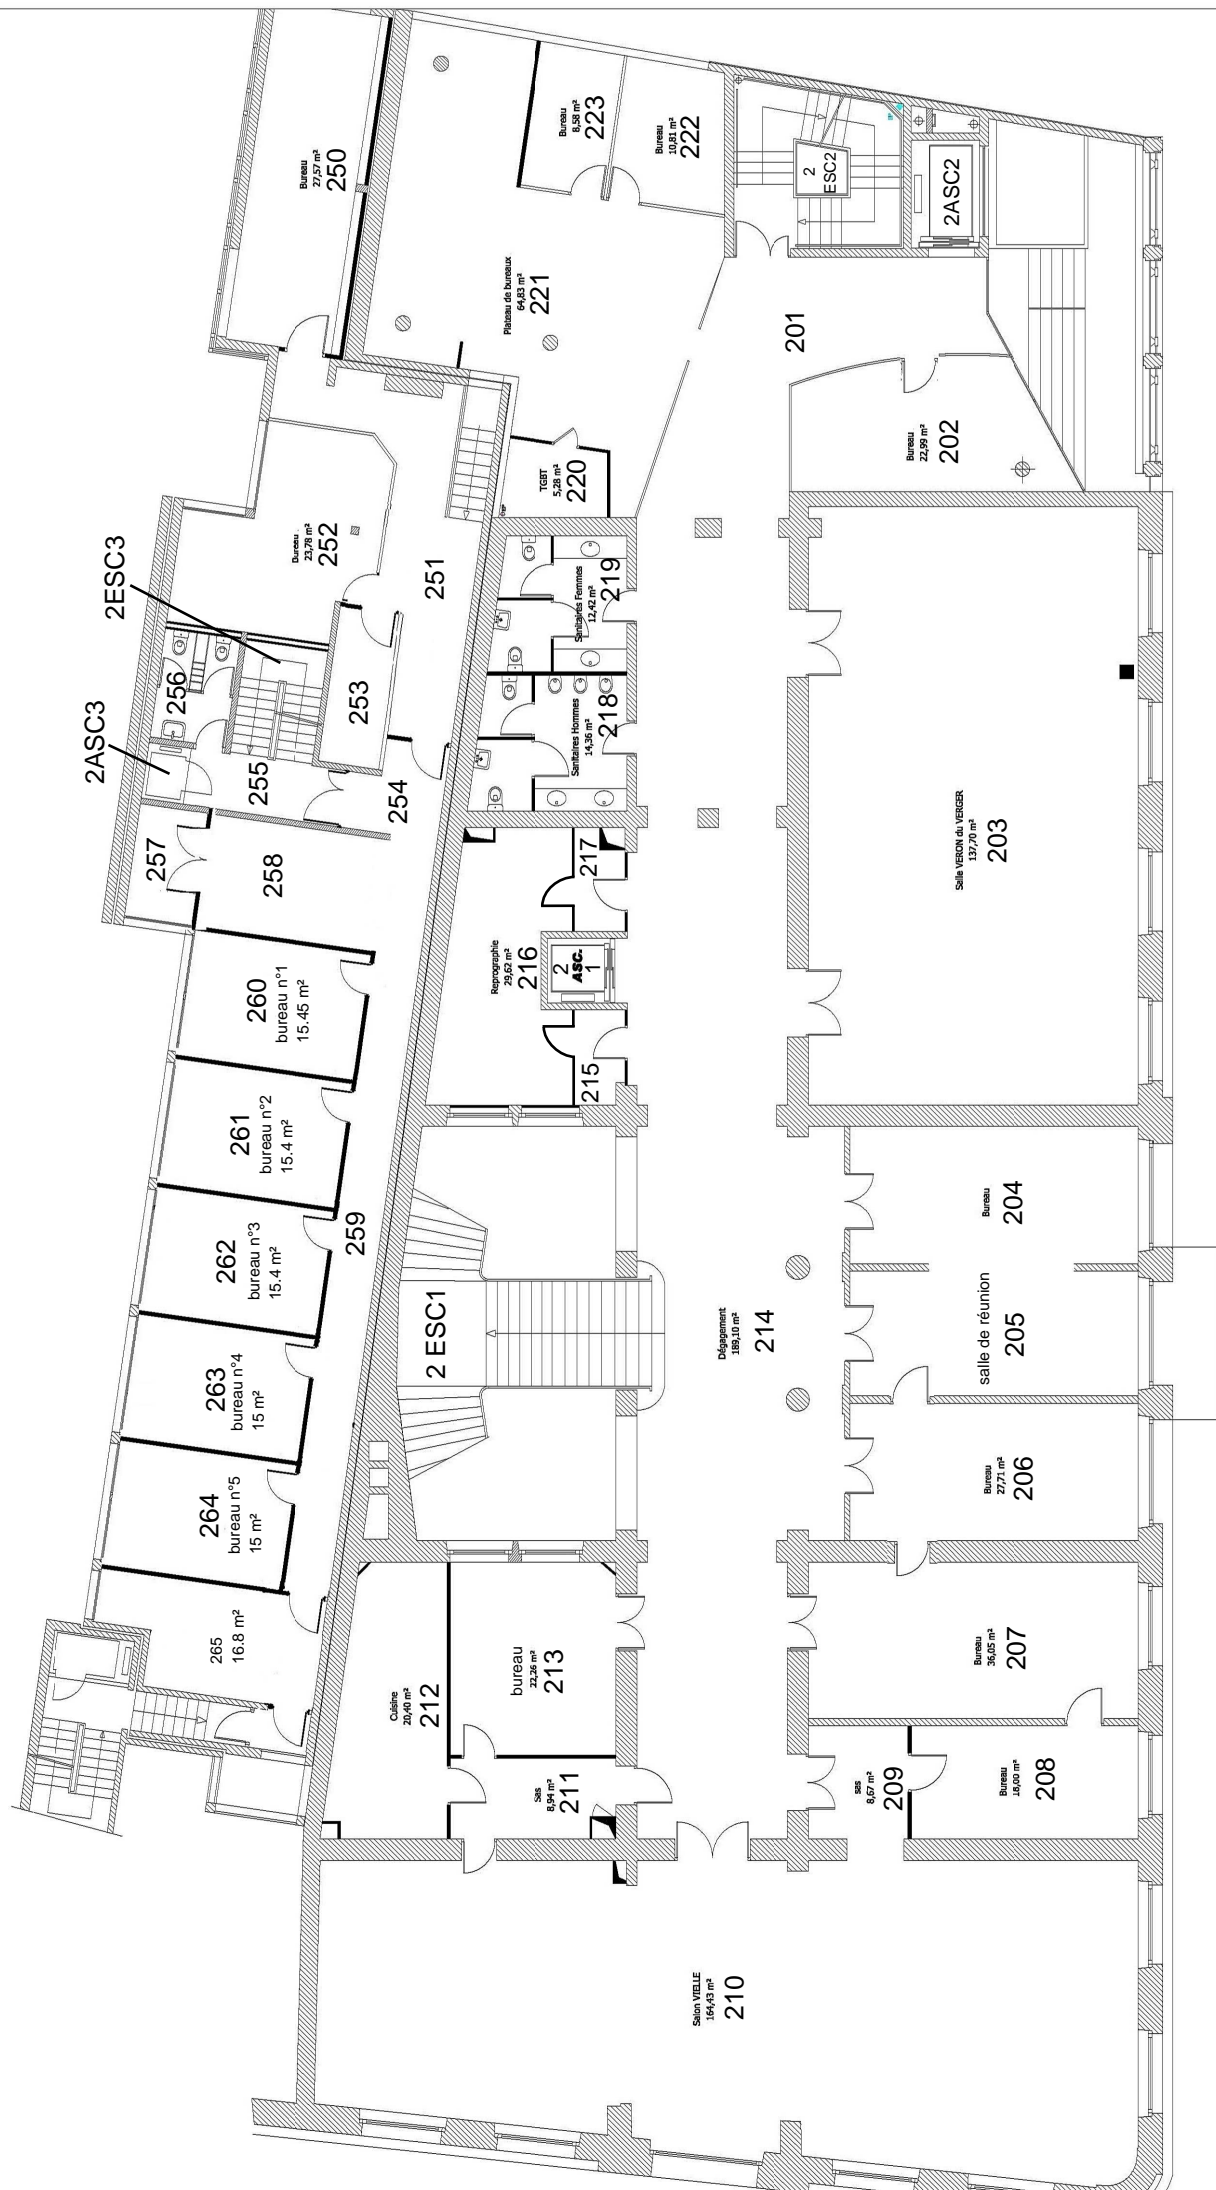 Bureau
27,57 m²
250
Bureau
8,58 m²
223
Bureau
10,81 m²
222
2
ESC2
2ASC2
Plateau de bureaux
64,83 m²
221
201
Bureau
22,99 m²
202
TGBT
5,28 m²
220
Bureau
23,78 m²
252
251
2ESC3
253
256
2ASC3
255
254
257
258
Sanitaires Femmes
12,42 m²
219
Sanitaires Hommes
14,36 m²
218
217
Reprographie
29,62 m²
216
2
ASC.
1
215
Salle VERON du VERGER
137,70 m²
203
260
bureau n°1
15.45 m²
261
bureau n°2
15.4 m²
262
bureau n°3
15.4 m²
259
263
bureau n°4
15 m²
264
bureau n°5
15 m²
265
16.8 m²
2 ESC1
Dégagement
189,10 m²
214
Bureau
204
salle de réunion
205
Bureau
27,71 m²
206
Bureau
36,05 m²
207
Bureau
18,00 m²
208
sas
8,67 m²
209
Cuisine
20,40 m²
212
bureau
22,26 m²
213
Sas
8,94 m²
211
Salon VIELLE
164,43 m²
210